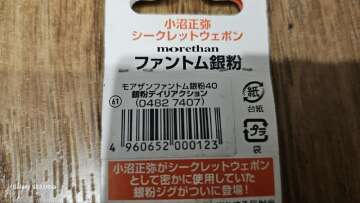 小沼正弥
シークレットウェポン
morethan
ファントム銀粉
モアザンファントム銀粉40
銀粉デイリアクション
61
(0482 7407)
紙
台紙
プラ
袋
4 960652 000123
小沼正弥がシークレットウェポン
として密かに使用していた
銀粉ジグがついに登場!